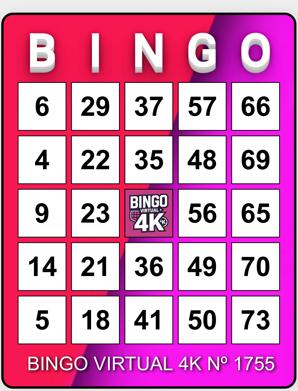 B I N G O
6 29 37 57 66
4 22 35 48 69
9 23 BINGO VIRTUAL 4K 56 65
14 21 36 49 70
5 18 41 50 73
BINGO VIRTUAL 4K Nº 1755